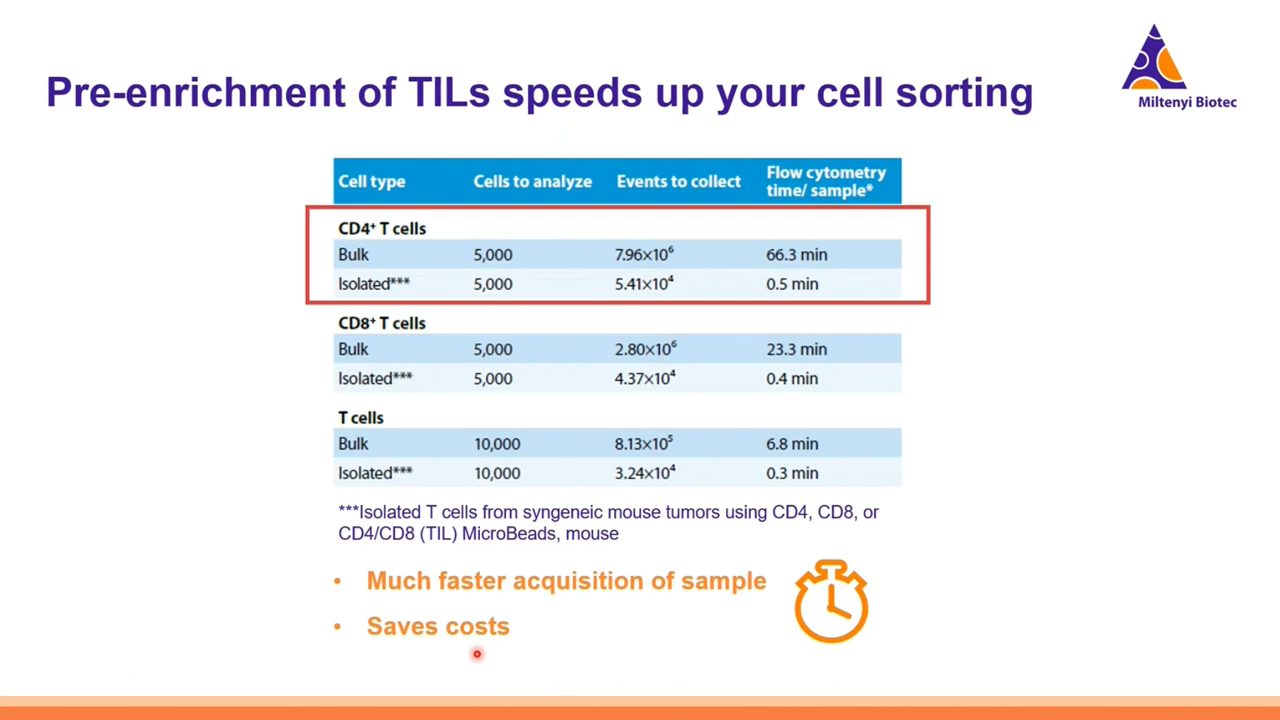 Pre-enrichment of TILs speeds up your cell sorting
Miltenyi Biotec
Cell type Cells to analyze Events to collect Flow cytometry time/ sample*
CD4⁺ T cells
Bulk 5,000 7.96×10⁶ 66.3 min
Isolated*** 5,000 5.41×10⁴ 0.5 min
CD8⁺ T cells
Bulk 5,000 2.80×10⁶ 23.3 min
Isolated*** 5,000 4.37×10⁴ 0.4 min
T cells
Bulk 10,000 8.13×10⁵ 6.8 min
Isolated*** 10,000 3.24×10⁴ 0.3 min
***Isolated T cells from syngeneic mouse tumors using CD4, CD8, or
CD4/CD8 (TIL) MicroBeads, mouse
• Much faster acquisition of sample
• Saves costs